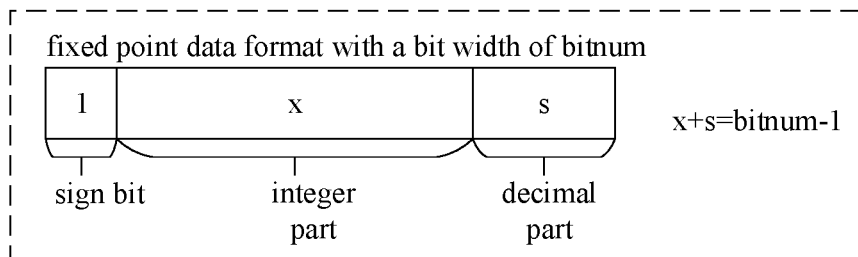 fixed point data format with a bit width of bitnum
1 x s x+s=bitnum-1
sign bit integer part decimal part